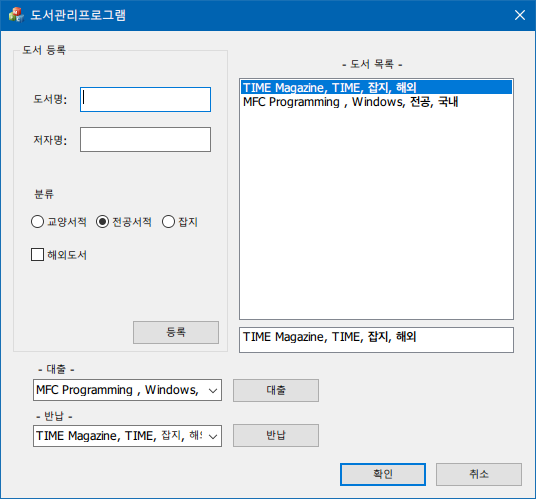 도서관리프로그램
도서 등록
도서명:
저자명:
분류
교양서적 전공서적 잡지
해외도서
등록
- 도서 목록 -
TIME Magazine, TIME, 잡지, 해외
MFC Programming , Windows, 전공, 국내
TIME Magazine, TIME, 잡지, 해외
- 대출 -
MFC Programming , Windows,
대출
- 반납 -
TIME Magazine, TIME, 잡지, 해외
반납
확인 취소